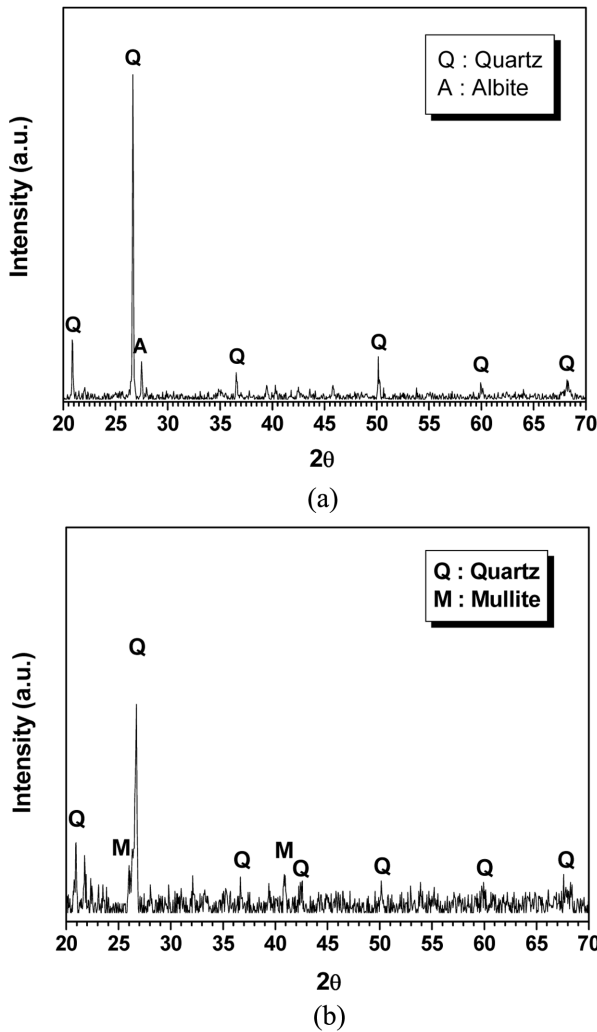 Q
Q : Quartz
A : Albite
Intensity (a.u.)
Q
A
Q
Q
Q
Q
20 25 30 35 40 45 50 55 60 65 70
2θ
(a)
Q : Quartz
M : Mullite
Q
Intensity (a.u.)
Q
M
Q
M
Q
Q
Q
Q
20 25 30 35 40 45 50 55 60 65 70
2θ
(b)